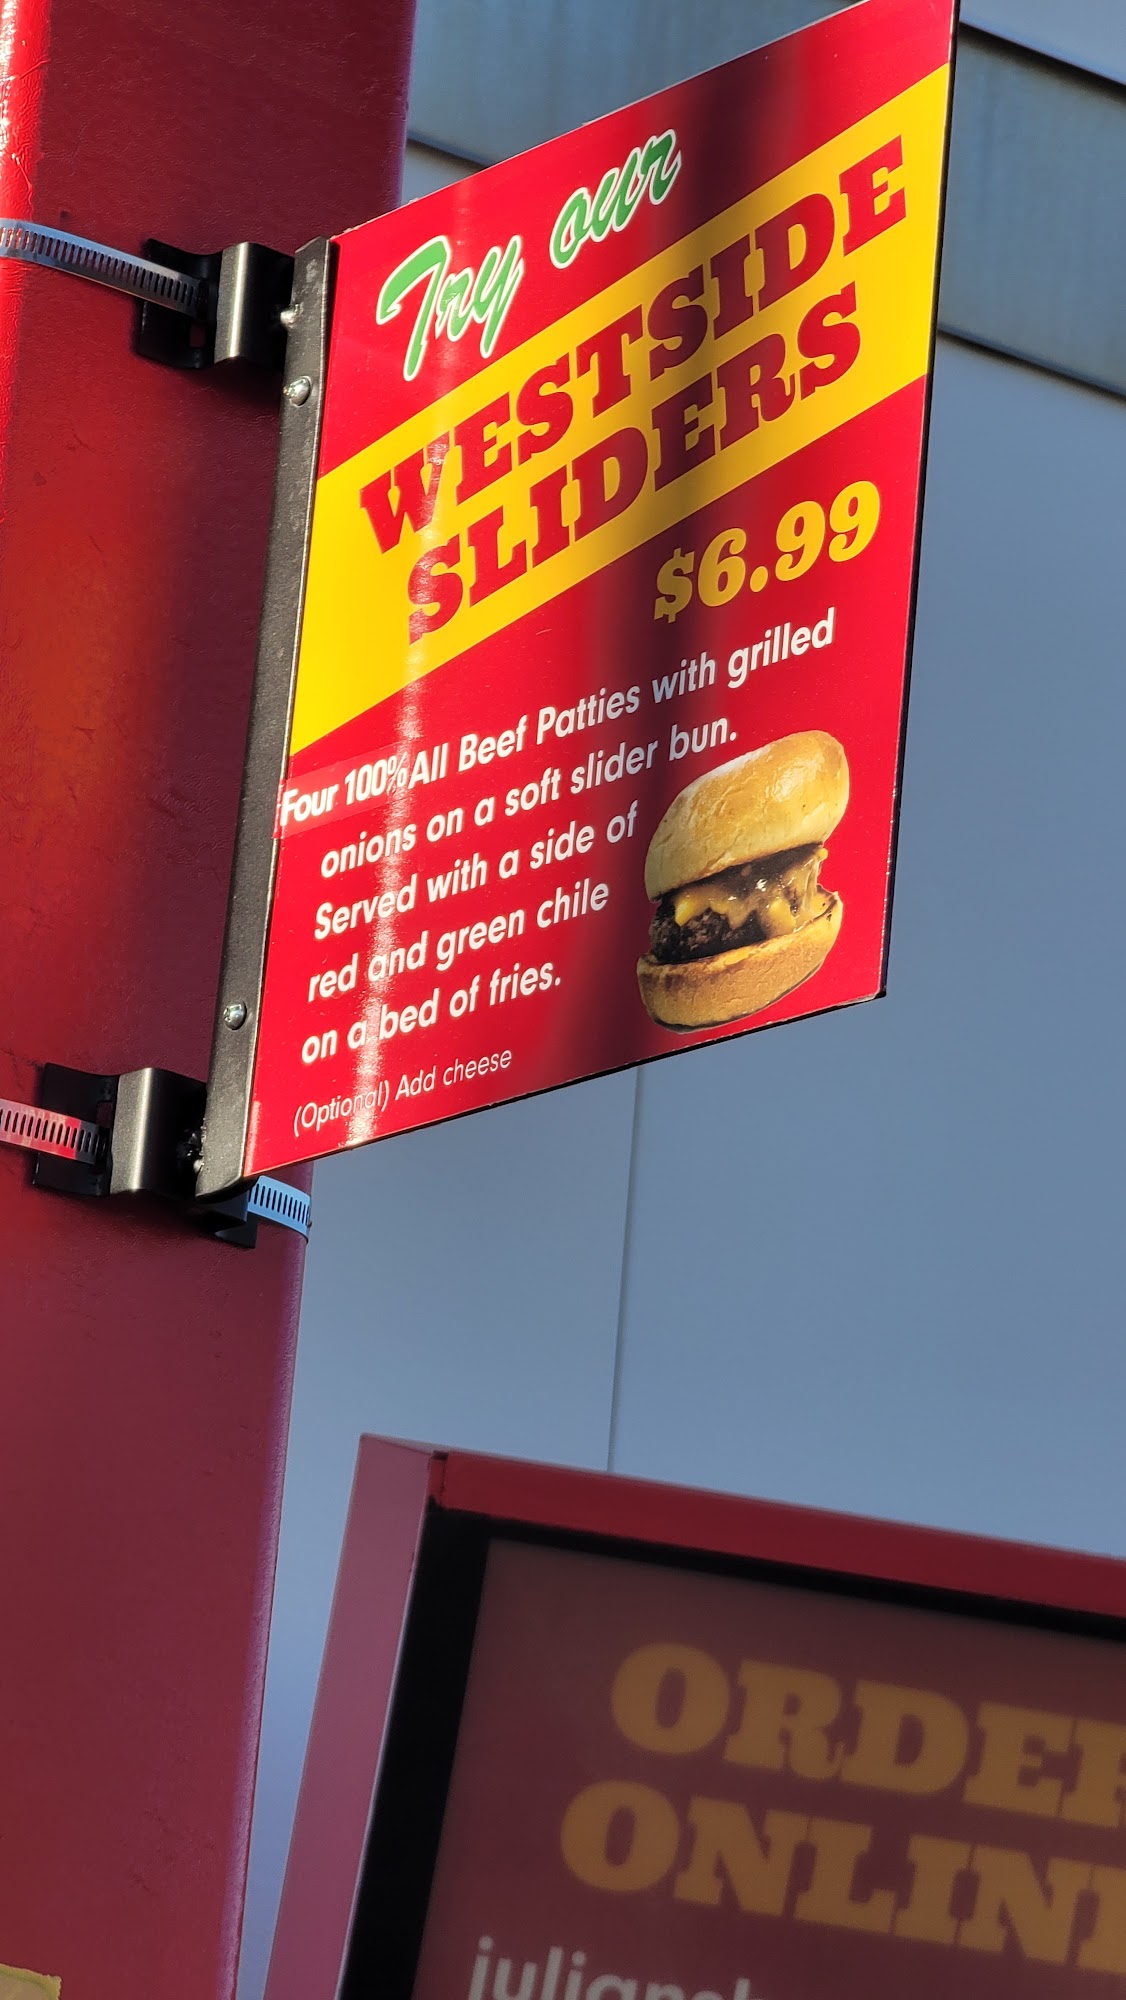 Try our
WESTSIDE
SLIDERS
$6.99
Four 100% All Beef Patties with grilled
onions on a soft slider bun.
Served with a side of
red and green chile
on a bed of fries.
(Optional) Add cheese
ORDER
ONLINE